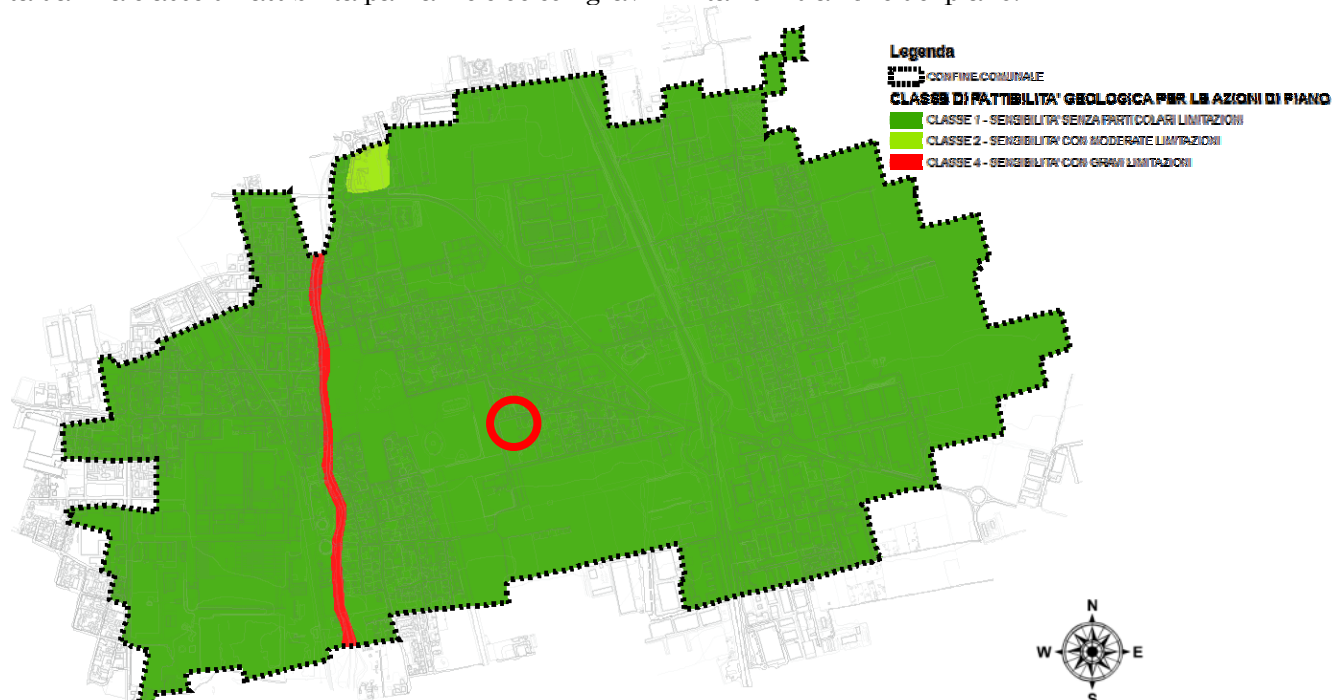 Legenda
CONFINE COMUNALE
CLASSE DI FATTIBILITA' GEOLOGICA PER LE AZIONI DI PIANO
CLASSE 1 - SENSIBILITA' SENZA PARTICOLARI LIMITAZIONI
CLASSE 2 - SENSIBILITA' CON MODERATE LIMITAZIONI
CLASSE 4 - SENSIBILITA' CON GRAVI LIMITAZIONI
N
W E
S